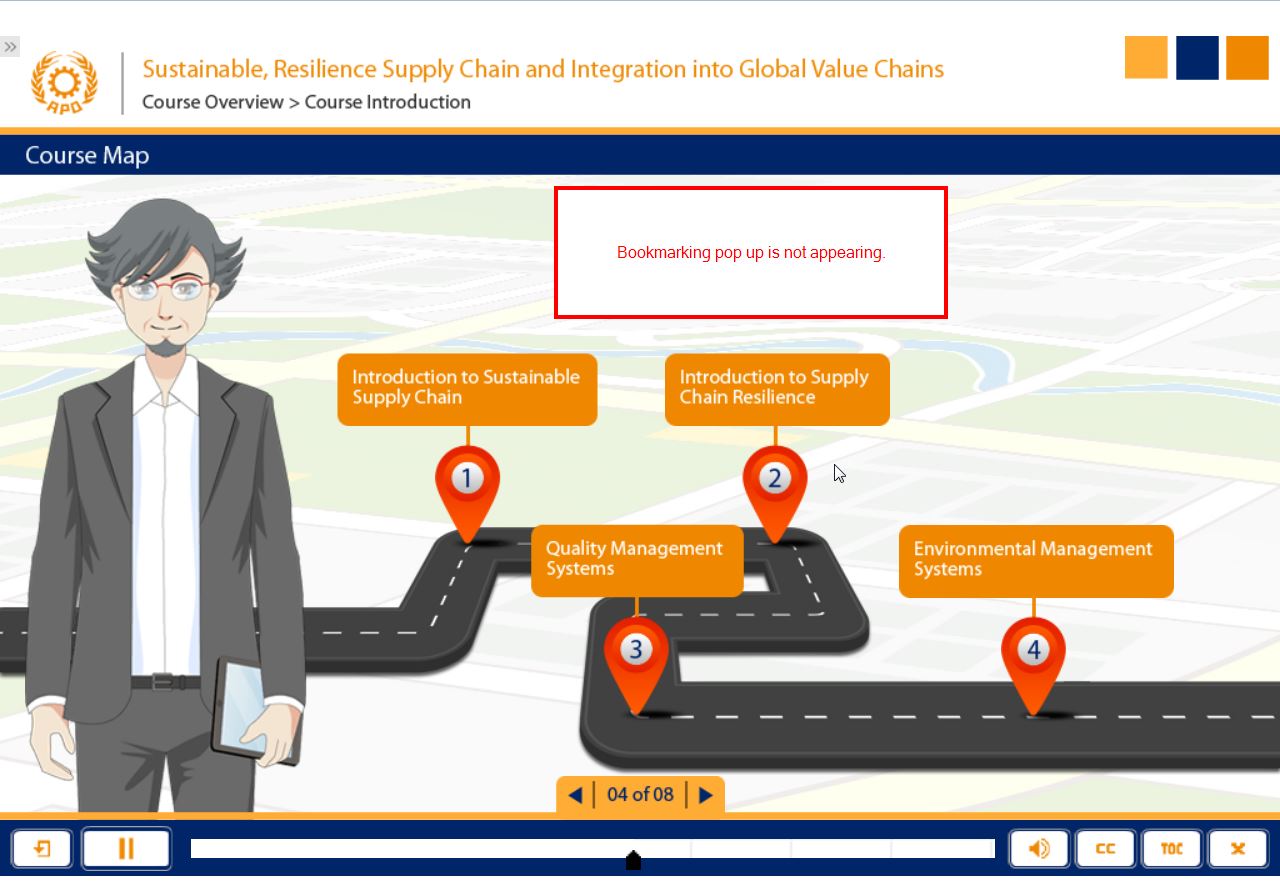 »
APO
Sustainable, Resilience Supply Chain and Integration into Global Value Chains
Course Overview > Course Introduction
Course Map
Bookmarking pop up is not appearing.
Introduction to Sustainable
Supply Chain
Introduction to Supply
Chain Resilience
1
2
Quality Management
Systems
Environmental Management
Systems
3
4
04 of 08
CC
TOC